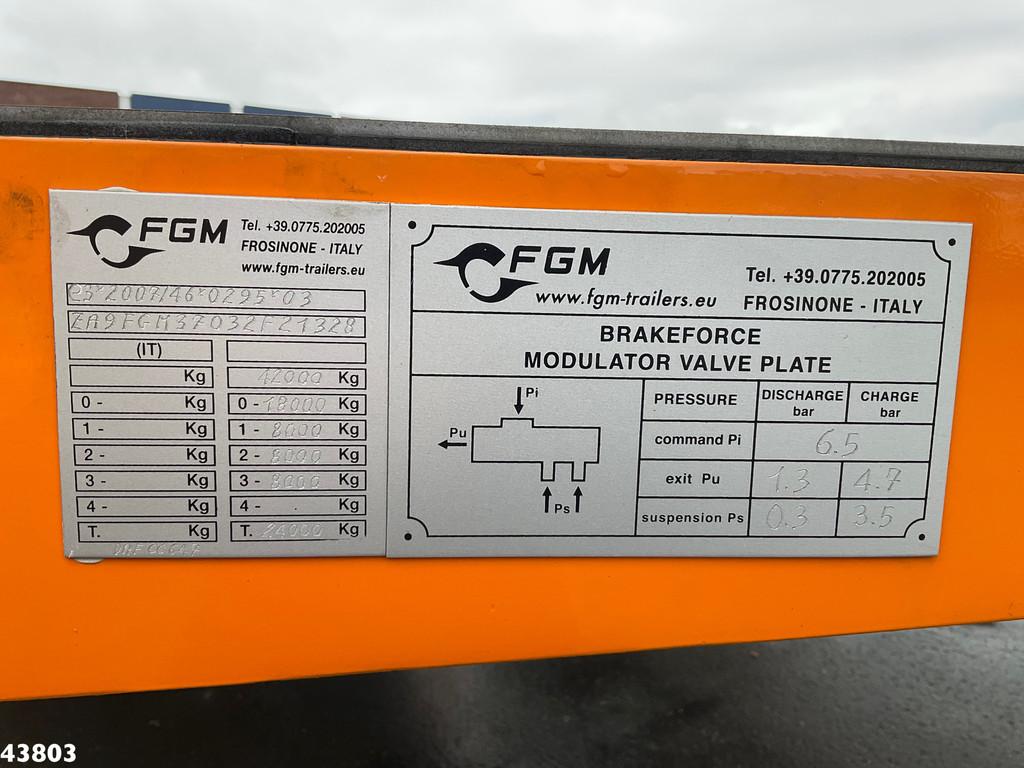 FGM
Tel. +39.0775.202005
FROSINONE - ITALY
www.fgm-trailers.eu
e3*2007/46*0295*03
ZA9FGM37032F21328
(IT)
Kg 42000 Kg
0 - Kg 0 - 18000 Kg
1 - Kg 1 - 8000 Kg
2 - Kg 2 - 8000 Kg
3 - Kg 3 - 8000 Kg
4 - Kg 4 - Kg
T. Kg T. 24000 Kg
FGM
www.fgm-trailers.eu
Tel. +39.0775.202005
FROSINONE - ITALY
BRAKEFORCE
MODULATOR VALVE PLATE
Pi
Pu
Ps
PRESSURE DISCHARGE bar CHARGE bar
command Pi 6.5
exit Pu 1.3 4.7
suspension Ps 0.3 3.5
43803